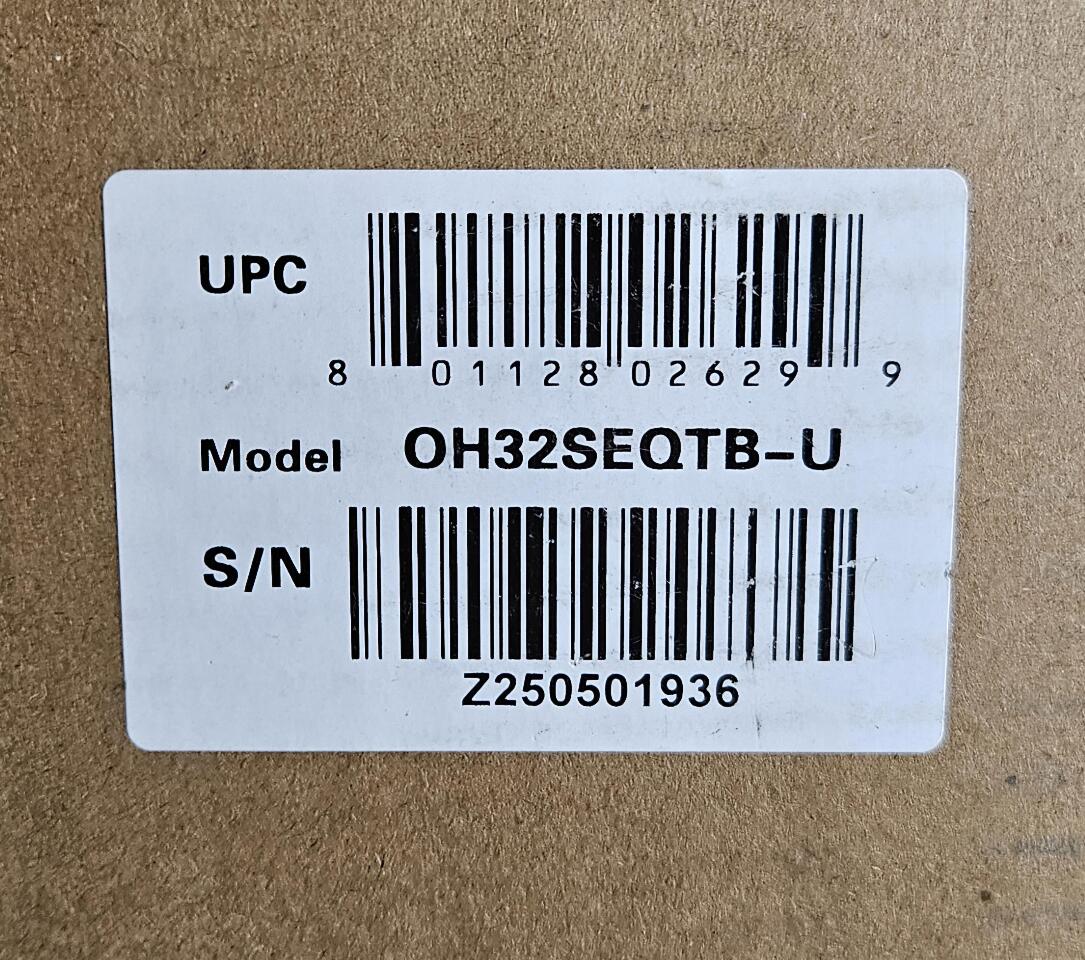 UPC
8 01128 02629 9
Model OH32SEQTB-U
S/N
Z250501936